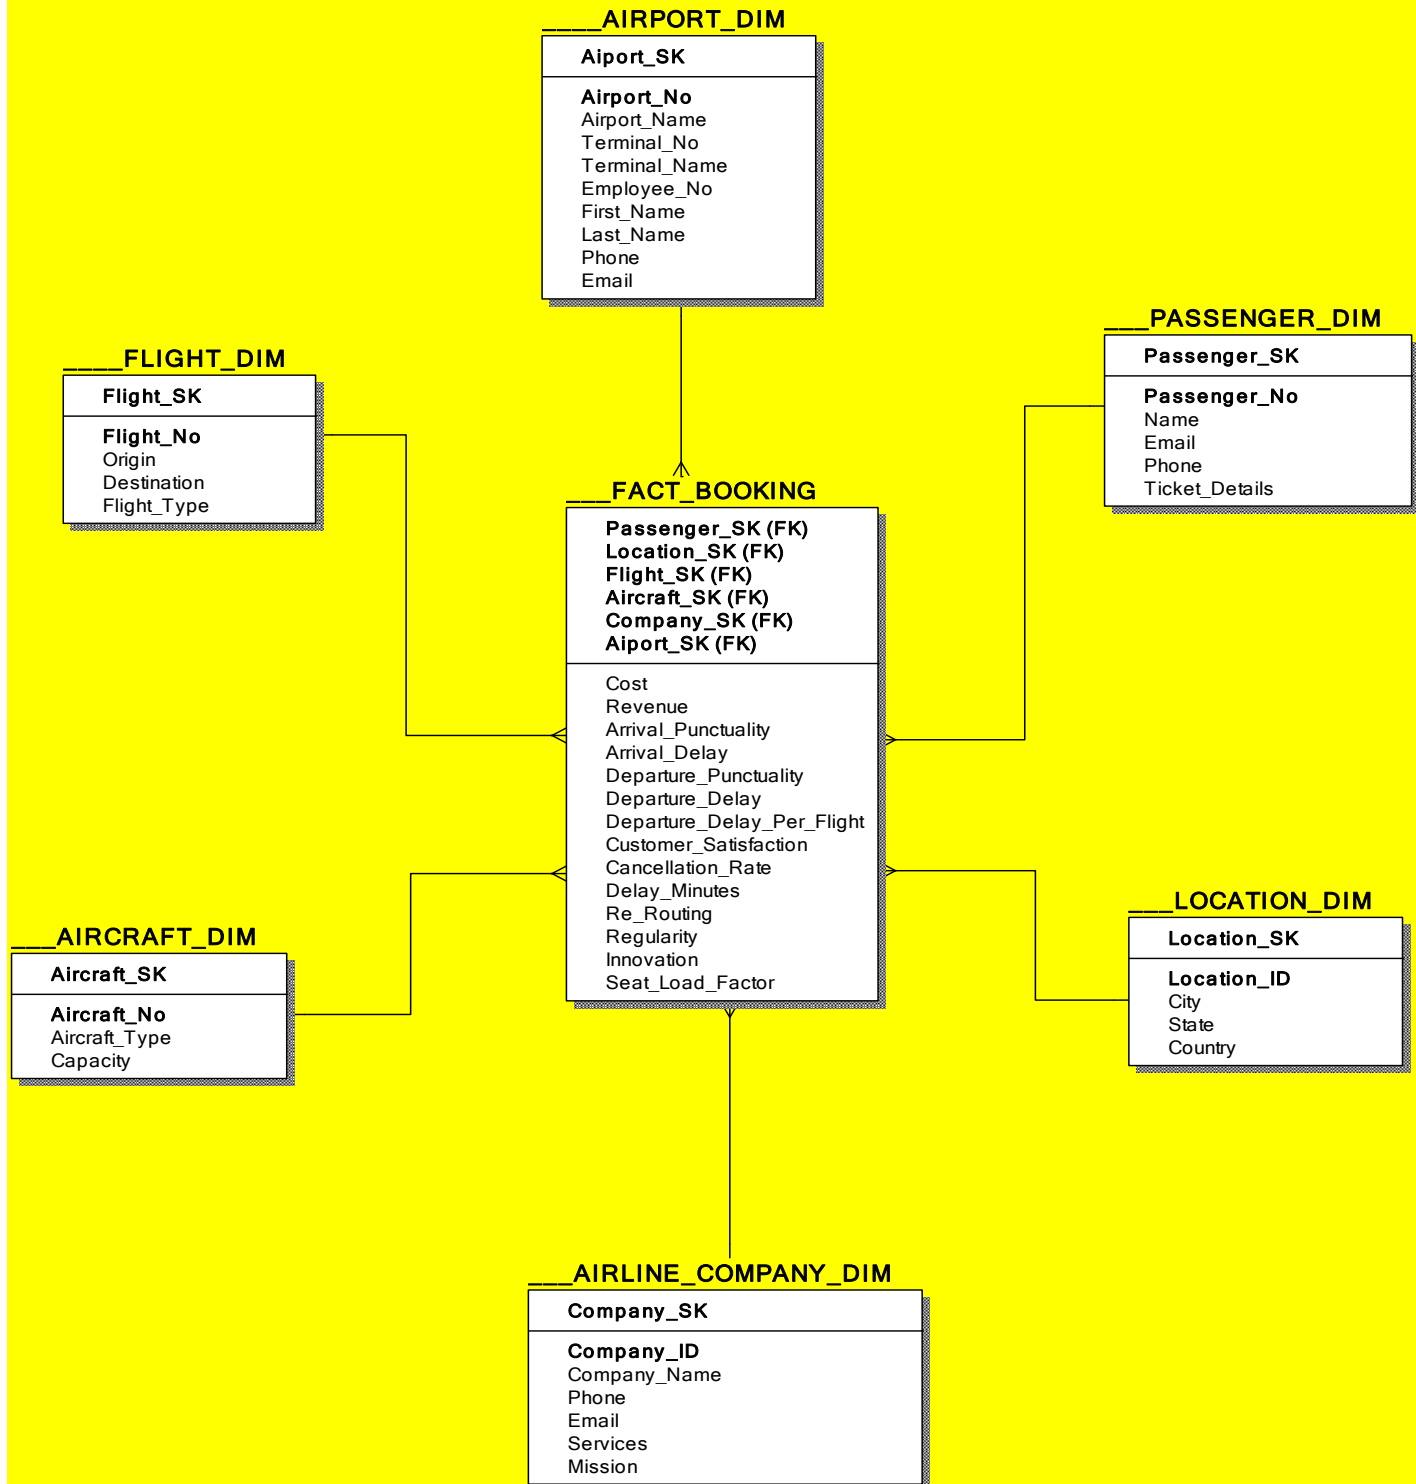 ____AIRPORT_DIM
Aiport_SK
Airport_No
Airport_Name
Terminal_No
Terminal_Name
Employee_No
First_Name
Last_Name
Phone
Email
___PASSENGER_DIM
Passenger_SK
Passenger_No
Name
Email
Phone
Ticket_Details
____FLIGHT_DIM
Flight_SK
Flight_No
Origin
Destination
Flight_Type
___FACT_BOOKING
Passenger_SK (FK)
Location_SK (FK)
Flight_SK (FK)
Aircraft_SK (FK)
Company_SK (FK)
Aiport_SK (FK)
Cost
Revenue
Arrival_Punctuality
Arrival_Delay
Departure_Punctuality
Departure_Delay
Departure_Delay_Per_Flight
Customer_Satisfaction
Cancellation_Rate
Delay_Minutes
Re_Routing
Regularity
Innovation
Seat_Load_Factor
___LOCATION_DIM
Location_SK
Location_ID
City
State
Country
___AIRCRAFT_DIM
Aircraft_SK
Aircraft_No
Aircraft_Type
Capacity
___AIRLINE_COMPANY_DIM
Company_SK
Company_ID
Company_Name
Phone
Email
Services
Mission